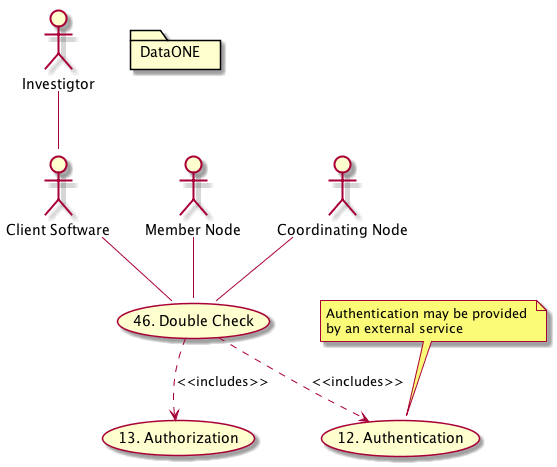 DataONE
Investigtor
Client Software
Member Node
Coordinating Node
46. Double Check
Authentication may be provided
by an external service
<<includes>>
<<includes>>
13. Authorization
12. Authentication